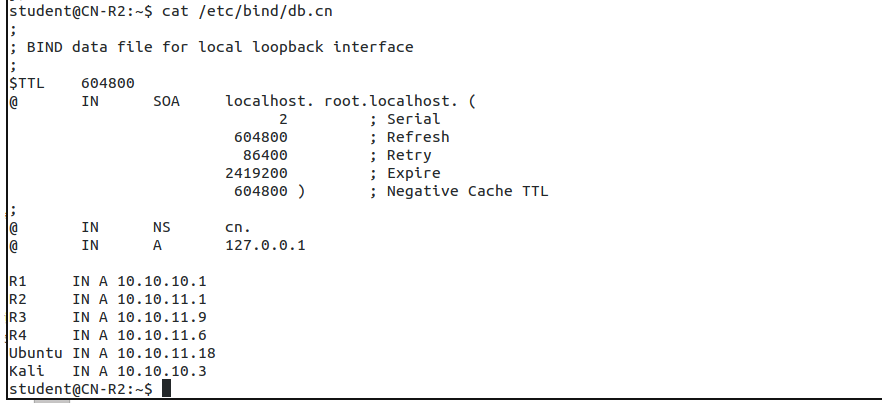 student@CN-R2:~$ cat /etc/bind/db.cn
;
; BIND data file for local loopback interface
;
$TTL    604800
@       IN      SOA     localhost. root.localhost. (
                              2         ; Serial
                         604800         ; Refresh
                          86400         ; Retry
                        2419200         ; Expire
                         604800 )       ; Negative Cache TTL
;
@       IN      NS      cn.
@       IN      A       127.0.0.1

R1     IN A 10.10.10.1
R2     IN A 10.10.11.1
R3     IN A 10.10.11.9
R4     IN A 10.10.11.6
Ubuntu IN A 10.10.11.18
Kali   IN A 10.10.10.3
student@CN-R2:~$